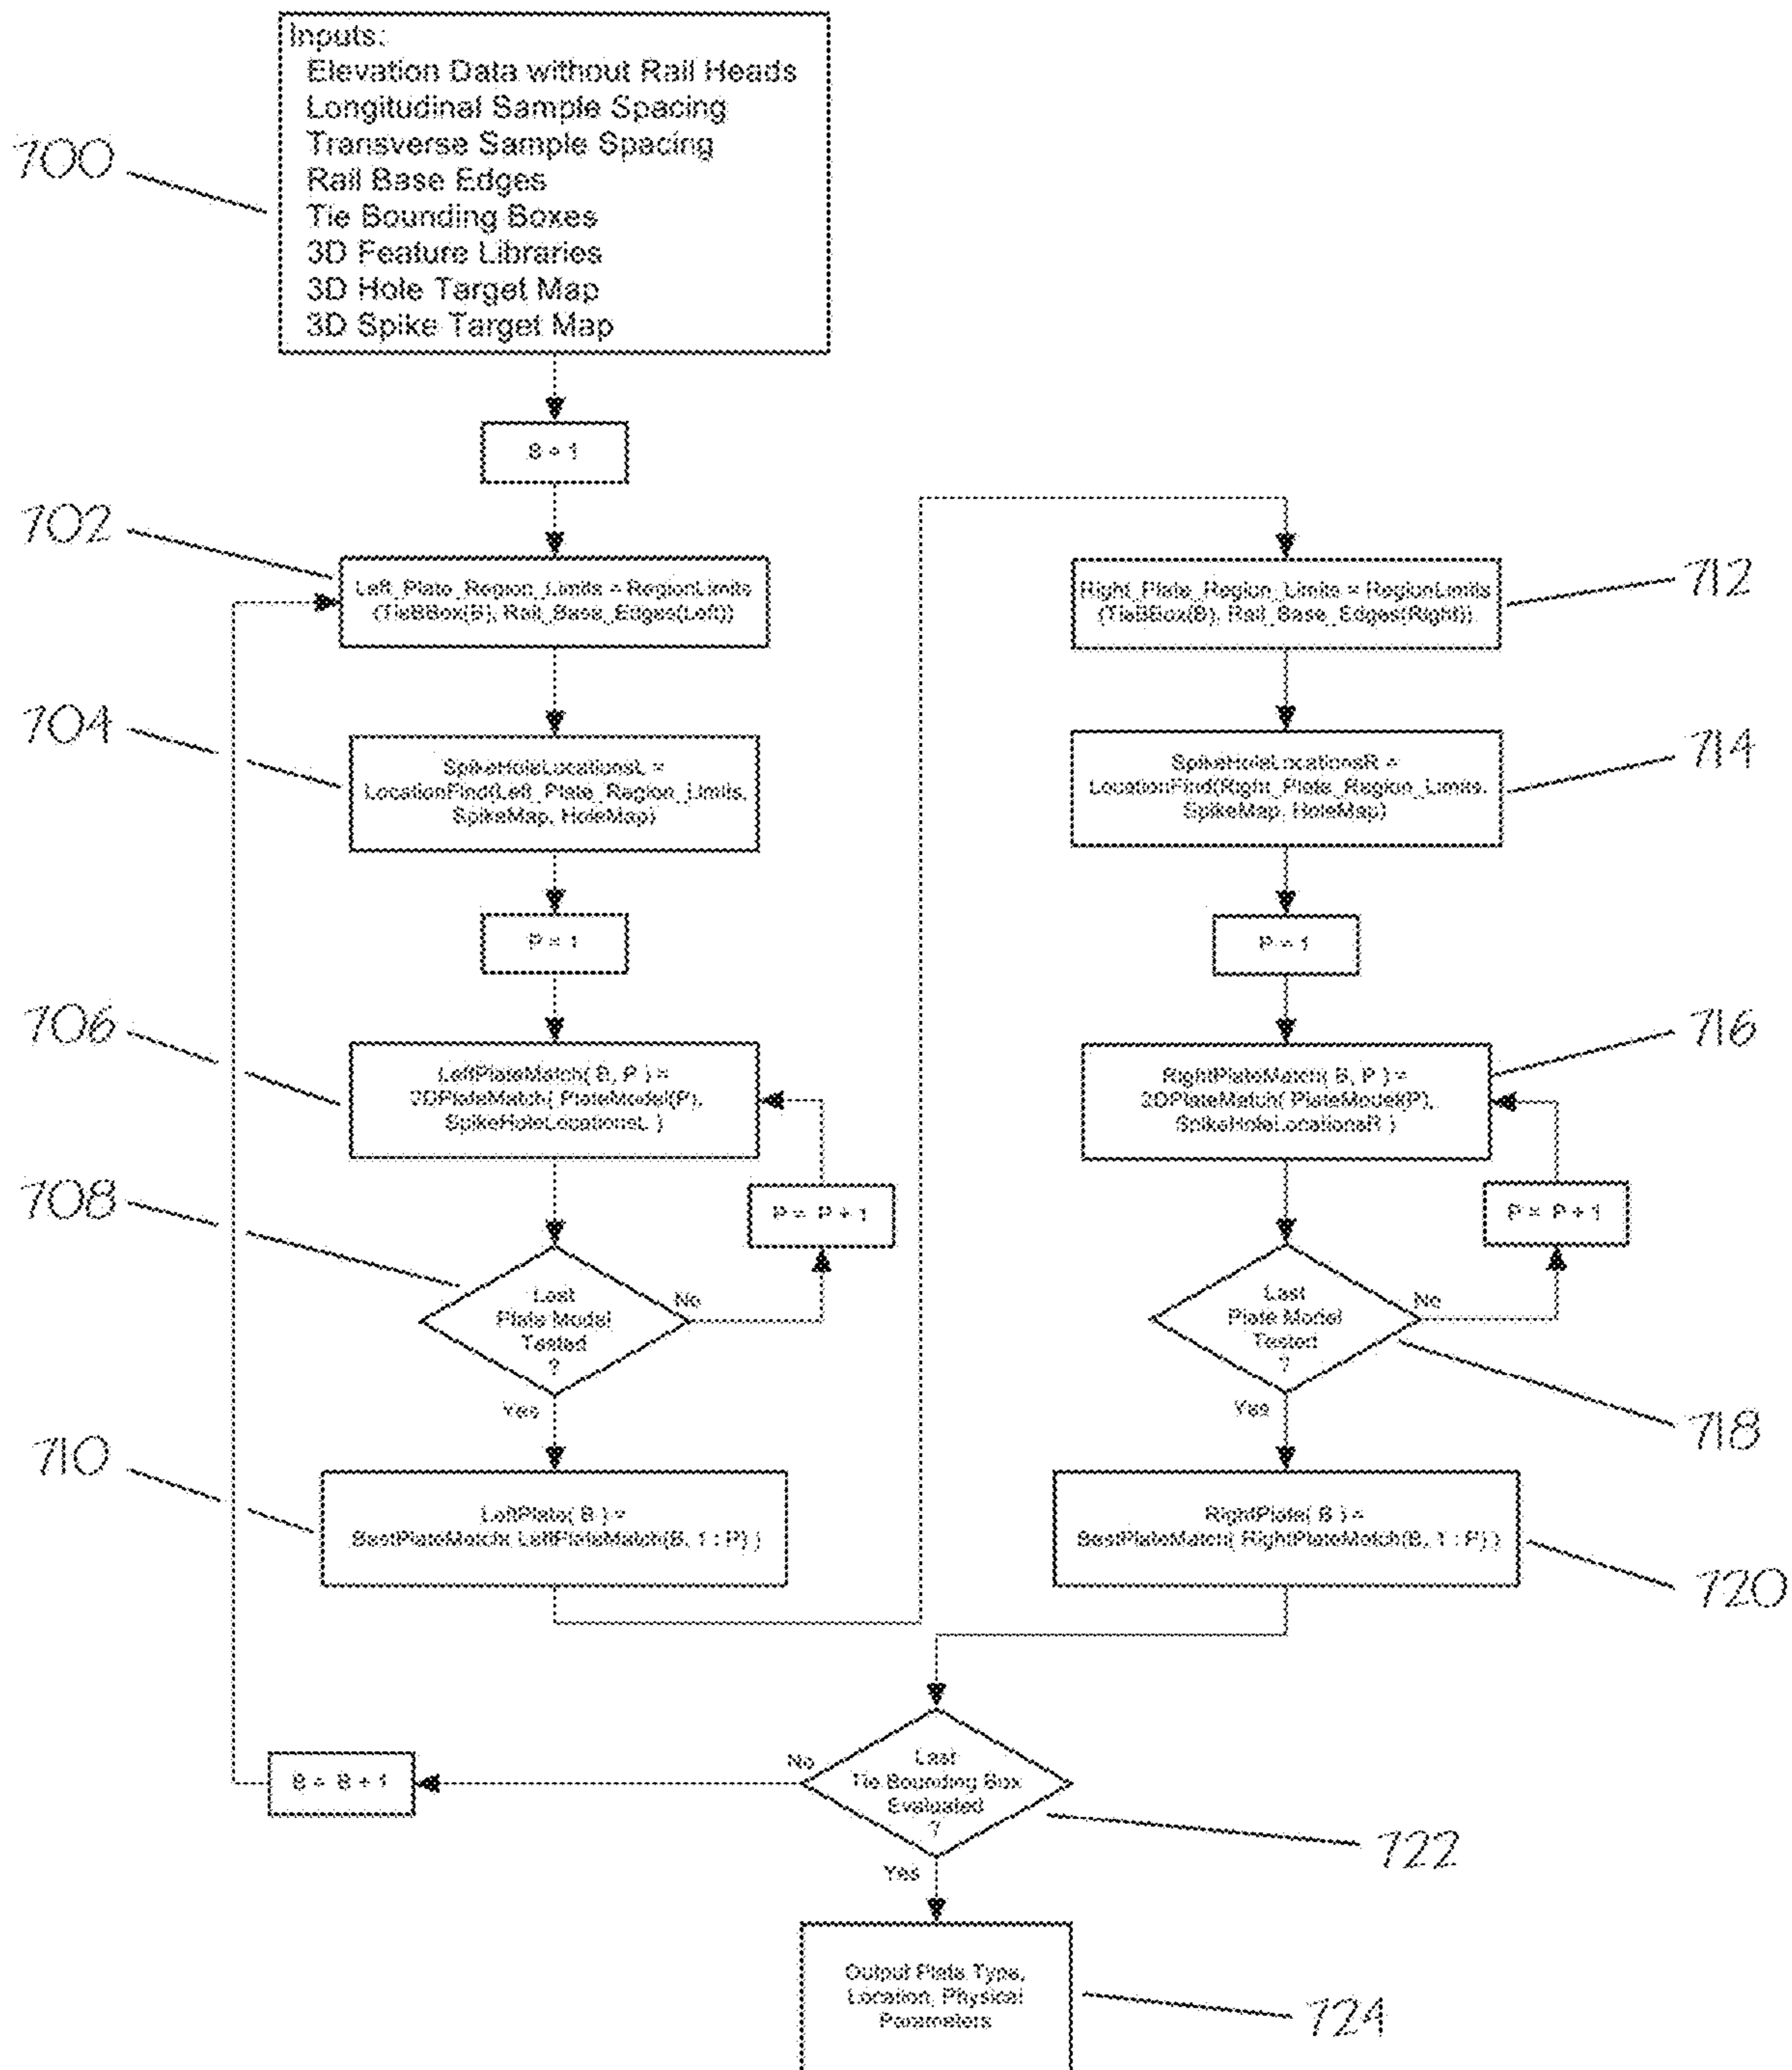 Inputs:
Elevation Data without Rail Heads
Longitudinal Sample Spacing
Transverse Sample Spacing
Rail Base Edges
Tie Bounding Boxes
3D Feature Libraries
3D Hole Target Map
3D Spike Target Map
700
B = 1
702
Left_Plate_Region_Limits = RegionLimits
(TieBBox(B), Rail_Base_Edges(Left))
704
SpikeHoleLocationsL =
LocationFind(Left_Plate_Region_Limits,
SpikeMap, HoleMap)
P = 1
706
LeftPlateMatch( B, P ) =
2DPlateMatch( PlateModel(P),
SpikeHoleLocationsL )
P = P + 1
708
Last
Plate Model
Tested
?
No
Yes
710
LeftPlate( B ) =
BestPlateMatch( LeftPlateMatch(B, 1 : P) )
Right_Plate_Region_Limits = RegionLimits
(TieBBox(B), Rail_Base_Edges(Right))
712
SpikeHoleLocationsR =
LocationFind(Right_Plate_Region_Limits,
SpikeMap, HoleMap)
714
P = 1
RightPlateMatch( B, P ) =
2DPlateMatch( PlateModel(P),
SpikeHoleLocationsR )
716
P = P + 1
Last
Plate Model
Tested
?
No
Yes
718
RightPlate( B ) =
BestPlateMatch( RightPlateMatch(B, 1 : P) )
720
Last
Tie Bounding Box
Evaluated
?
No
B = B + 1
Yes
722
Output Plate Type,
Location, Physical
Parameters
724